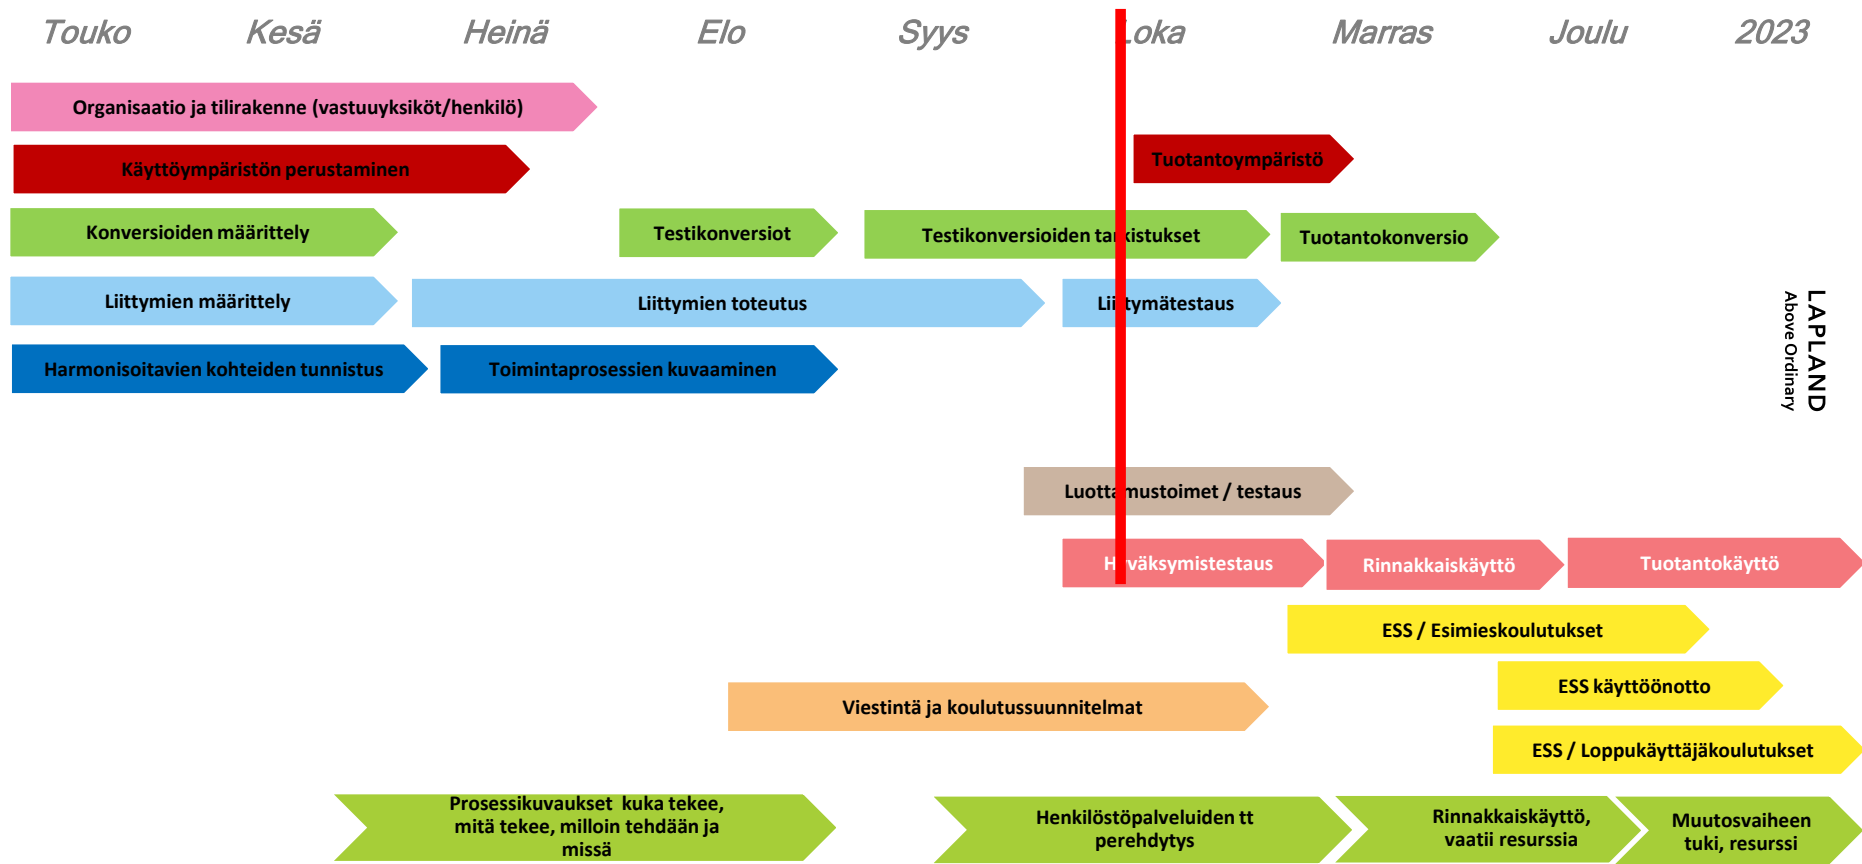 Touko Kesä Heinä Elo Syys Loka Marras Joulu 2023
Organisaatio ja tilirakenne (vastuuyksiköt/henkilö)
Käyttöympäristön perustaminen
Tuotantoympäristö
Konversioiden määrittely
Testikonversiot
Testikonversioiden tarkistukset
Tuotantokonversio
Liittymien määrittely
Liittymien toteutus
Liittymätestaus
Harmonisoitavien kohteiden tunnistus
Toimintaprosessien kuvaaminen
LAPLAND
Above Ordinary
Luottamustoimet / testaus
Hyväksymistestaus
Rinnakkaiskäyttö
Tuotantokäyttö
ESS / Esimieskoulutukset
ESS käyttöönotto
Viestintä ja koulutussuunnitelmat
ESS / Loppukäyttäjäkoulutukset
Prosessikuvaukset kuka tekee,
mitä tekee, milloin tehdään ja
missä
Henkilöstöpalveluiden tt
perehdytys
Rinnakkaiskäyttö,
vaatii resurssia
Muutosvaiheen
tuki, resurssi